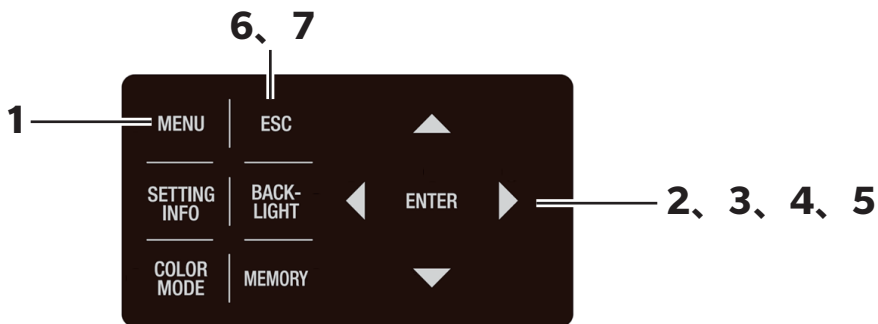 6、7
1
MENU
ESC
SETTING
INFO
BACK-
LIGHT
ENTER
2、3、4、5
COLOR
MODE
MEMORY